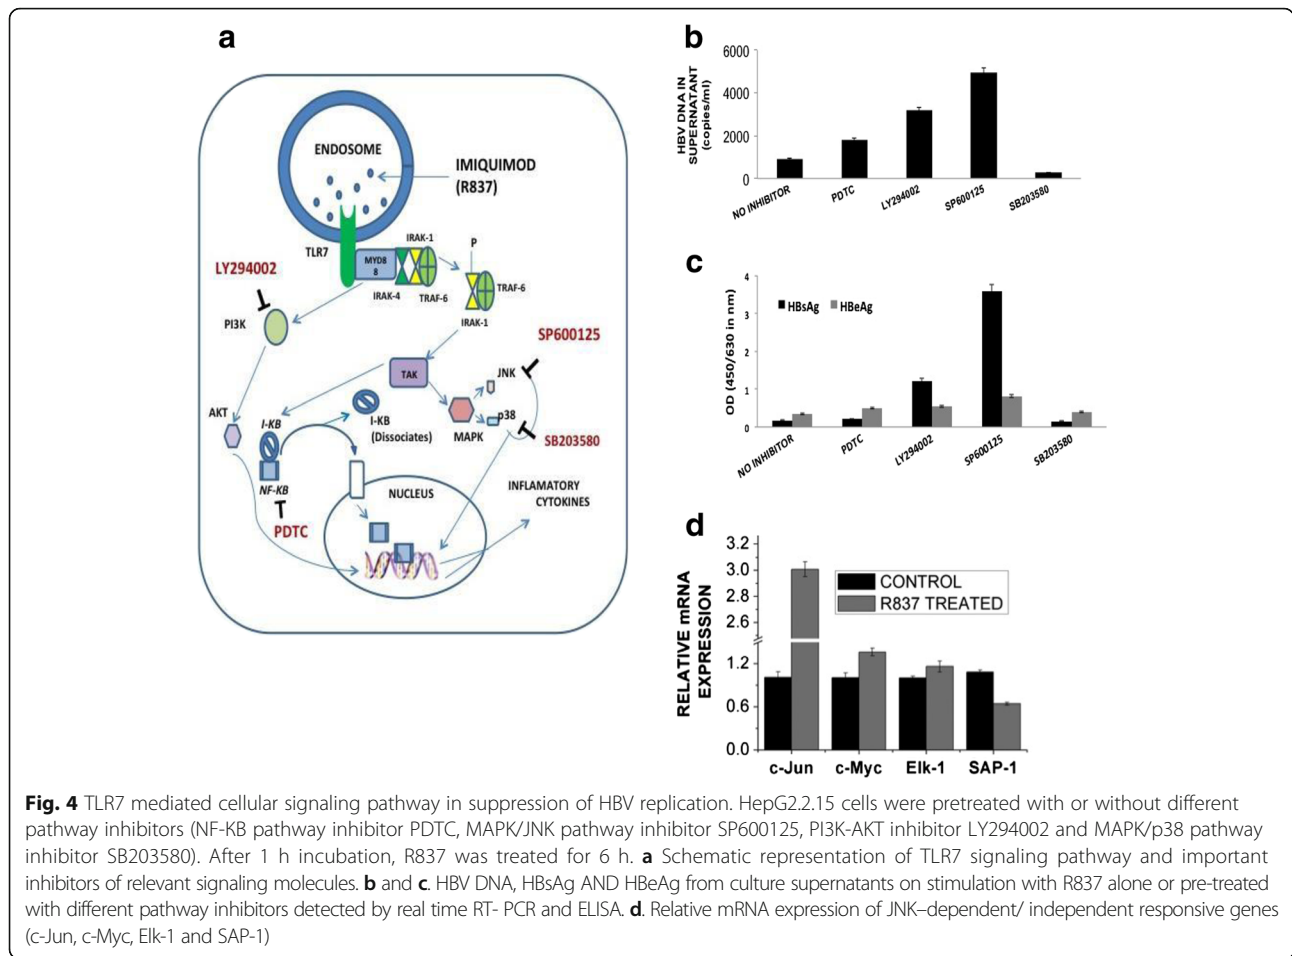 a
ENDOSOME
IMIQUIMOD
(R837)
TLR7
MYD8
8
IRAK-1
IRAK-4
TRAF-6
P
TRAF-6
IRAK-1
LY294002
PI3K
SP600125
TAK
JNK
p38
MAPK
SB203580
AKT
I-KB
I-KB
(Dissociates)
NF-KB
PDTC
NUCLEUS
INFLAMATORY
CYTOKINES
b
HBV DNA IN
SUPERNATANT
(copies/ml)
6000
4000
2000
0
NO INHIBITOR
PDTC
LY294002
SP600125
SB203580
c
OD (450/630 in nm)
4
3
2
1
0
HBsAg
HBeAg
NO INHIBITOR
PDTC
LY294002
SP600125
SB203580
d
RELATIVE mRNA
EXPRESSION
3.2
3.0
2.8
2.6
1.2
0.6
0.0
CONTROL
R837 TREATED
c-Jun
c-Myc
Elk-1
SAP-1
Fig. 4 TLR7 mediated cellular signaling pathway in suppression of HBV replication. HepG2.2.15 cells were pretreated with or without different
pathway inhibitors (NF-KB pathway inhibitor PDTC, MAPK/JNK pathway inhibitor SP600125, PI3K-AKT inhibitor LY294002 and MAPK/p38 pathway
inhibitor SB203580). After 1 h incubation, R837 was treated for 6 h. a Schematic representation of TLR7 signaling pathway and important
inhibitors of relevant signaling molecules. b and c. HBV DNA, HBsAg AND HBeAg from culture supernatants on stimulation with R837 alone or pre-treated
with different pathway inhibitors detected by real time RT- PCR and ELISA. d. Relative mRNA expression of JNK–dependent/ independent responsive genes
(c-Jun, c-Myc, Elk-1 and SAP-1)